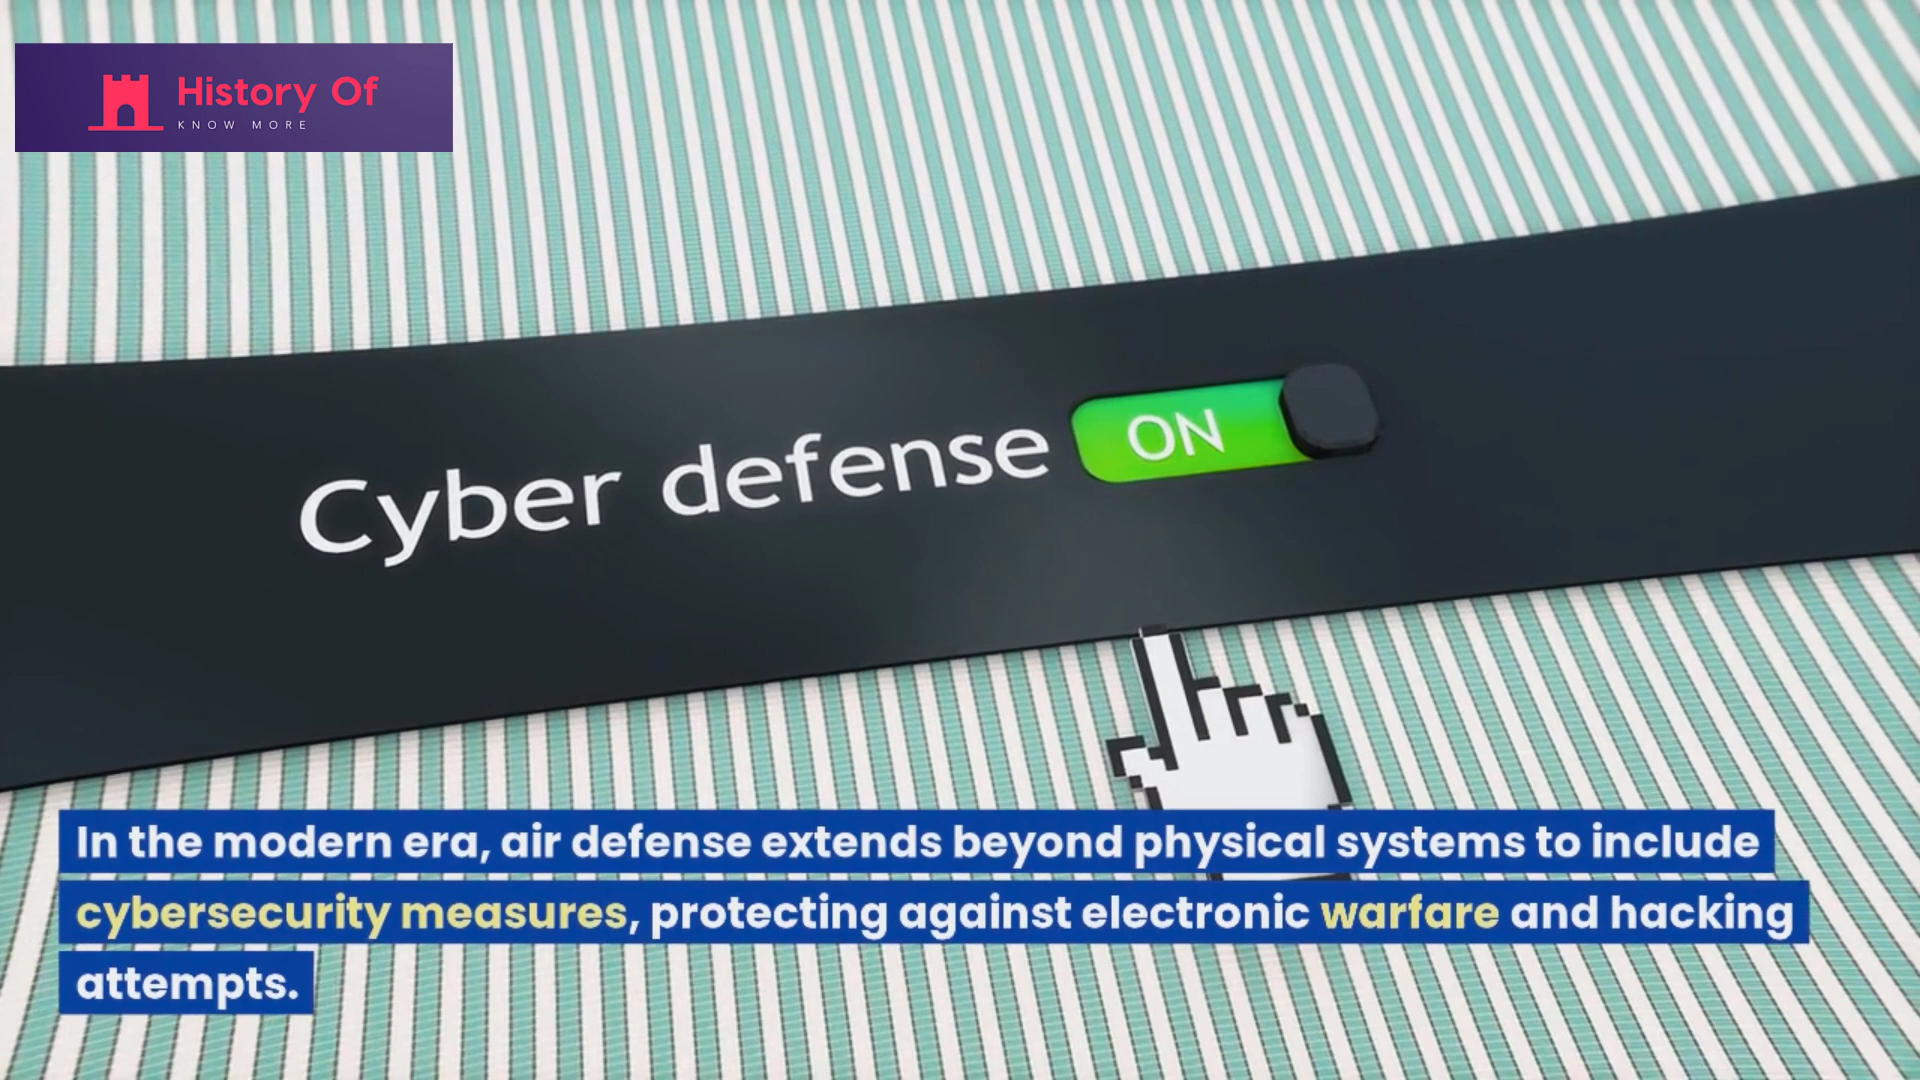 History Of
KNOW MORE
Cyber defense ON
In the modern era, air defense extends beyond physical systems to include
cybersecurity measures, protecting against electronic warfare and hacking
attempts.